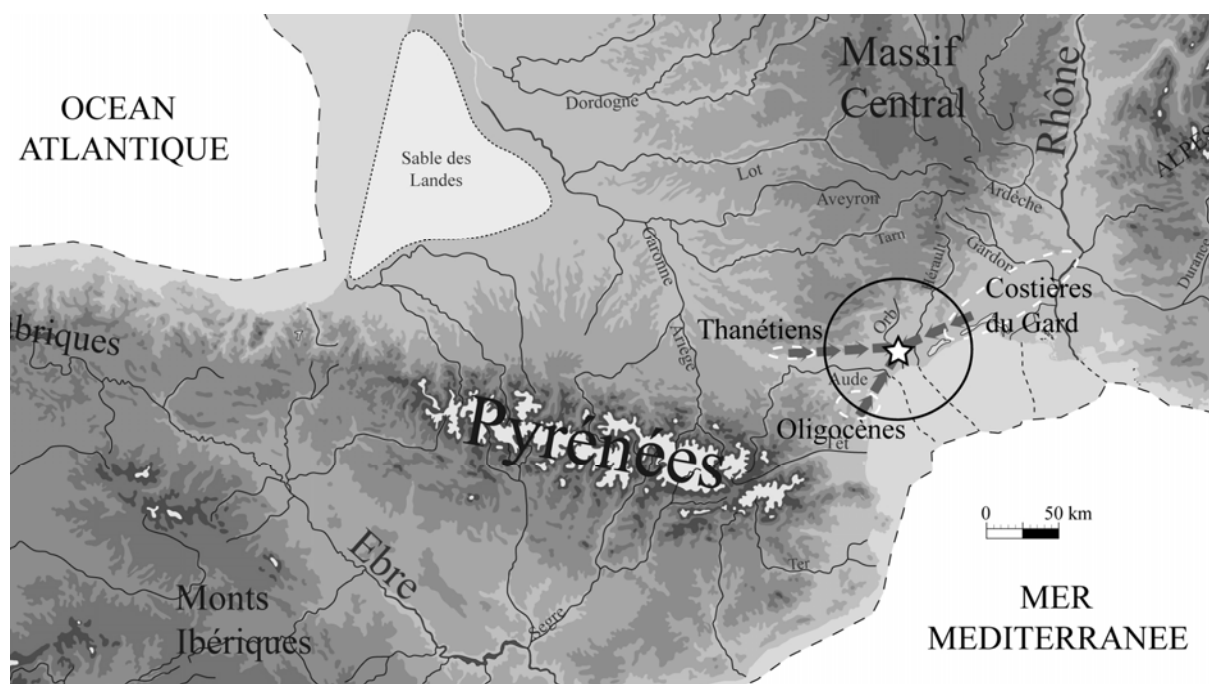 OCEAN
ATLANTIQUE
Sable des
Landes
Dordogne
Massif
Central
Rhône
ALPES
Lot
Aveyron
Ardèche
Tarn
Gardon
Durance
Garonne
Hérault
Orb
Costières
du Gard
Thanétiens
Ariège
Aude
Oligocènes
briques
Pyrénées
Têt
0 50 km
Ebre
Ter
Segre
Monts
Ibériques
MER
MEDITERRANEE